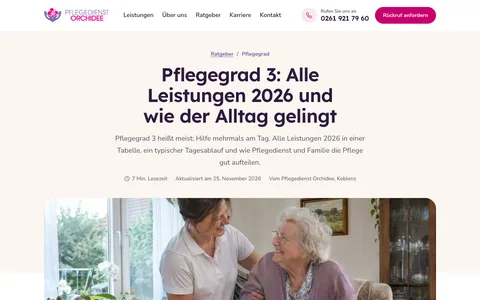 PFLEGEDIENST
ORCHIDEE
Leistungen Über uns Ratgeber Karriere Kontakt
Rufen Sie uns an
0261 921 79 60
Rückruf anfordern
Ratgeber / Pflegegrad
Pflegegrad 3: Alle
Leistungen 2026 und
wie der Alltag gelingt
Pflegegrad 3 heißt meist: Hilfe mehrmals am Tag. Alle Leistungen 2026 in einer
Tabelle, ein typischer Tagesablauf und wie Pflegedienst und Familie die Pflege
gut aufteilen.
7 Min. Lesezeit Aktualisiert am 25. November 2026 Vom Pflegedienst Orchidee, Koblenz